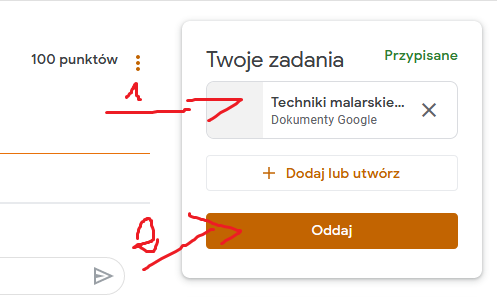 100 punktów
Twoje zadania
Przypisane
1
Techniki malarskie...
Dokumenty Google
+ Dodaj lub utwórz
2
Oddaj